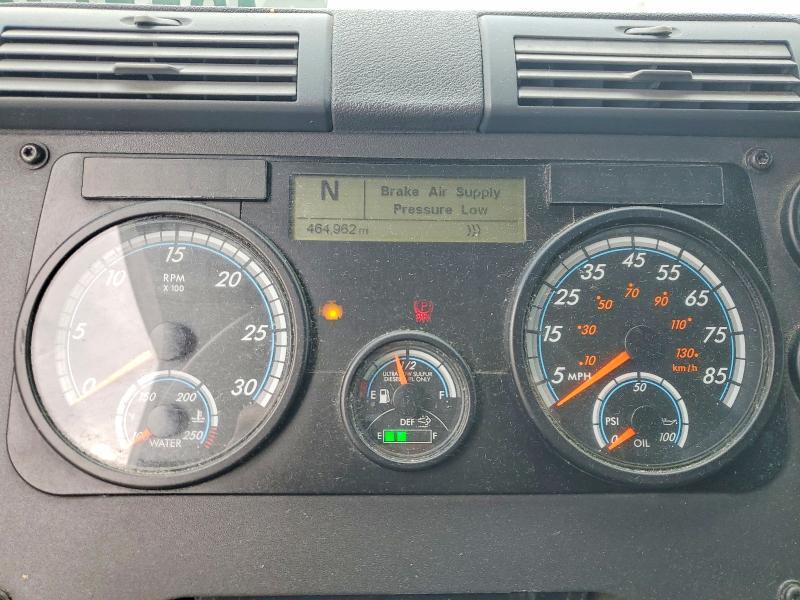 N
Brake Air Supply
Pressure Low
464,962 mi
15
10
20
RPM
X 100
5
25
0
30
150
200
250
WATER
1/2
ULTRA LOW SULFUR
DIESEL FUEL ONLY
E
F
DEF
E
F
45
35
55
25
65
15
75
5
85
MPH
70
50
90
30
110
10
130
km/h
50
PSI
0
100
OIL
P